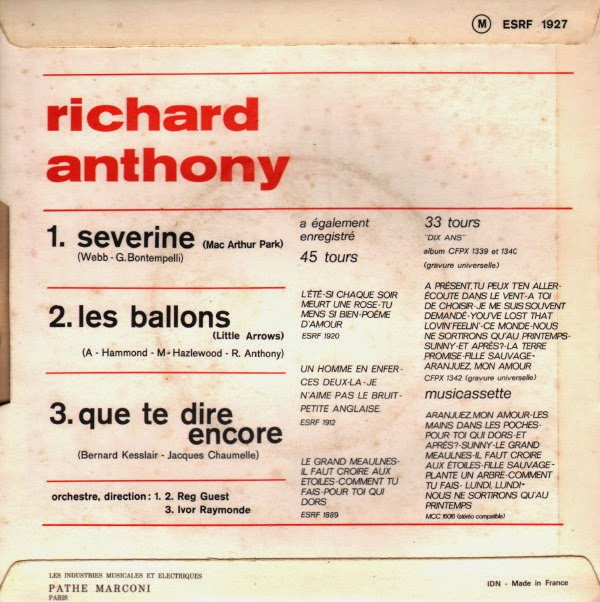 Ⓜ ESRF 1927
richard
anthony
1. severine (Mac Arthur Park)
(Webb - G. Bontempelli)
2. les ballons
(Little Arrows)
(A - Hammond - M - Hazlewood - R. Anthony)
3. que te dire
encore
(Bernard Kesslair - Jacques Chaumelle)
orchestre, direction : 1. 2. Reg Guest
3. Ivor Raymonde
a également
enregistré
45 tours
L'ÉTÉ-SI CHAQUE SOIR
MEURT UNE ROSE-TU
MENS SI BIEN-POÈME
D'AMOUR
ESRF 1920
UN HOMME EN ENFER-
CES DEUX-LA-JE
N'AIME PAS LE BRUIT-
PETITE ANGLAISE.
ESRF 1912
LE GRAND MEAULNES-
IL FAUT CROIRE AUX
ETOILES-COMMENT TU
FAIS-POUR TOI QUI
DORS
ESRF 1889
33 tours
"DIX ANS"
album CFPX 1339 et 1340
(gravure universelle)
A PRÉSENT, TU PEUX T'EN ALLER-
ÉCOUTE DANS LE VENT-A TOI
DE CHOISIR-JE ME SUIS SOUVENT
DEMANDÉ-YOU'VE LOST THAT
LOVIN'FEELIN'-CE MONDE-NOUS
NE SORTIRONS QU'AU PRINTEMPS-
SUNNY-ET APRÈS?-LA TERRE
PROMISE-FILLE SAUVAGE-
ARANJUEZ, MON AMOUR
CFPX 1342 (gravure universelle)
musicassette
ARANJUEZ, MON AMOUR-LES
MAINS DANS LES POCHES-
POUR TOI QUI DORS-ET
APRÈS?-SUNNY-LE GRAND
MEAULNES-IL FAUT CROIRE
AUX ÉTOILES-FILLE SAUVAGE-
PLANTE UN ARBRE-COMMENT
TU FAIS-LUNDI, LUNDI-
NOUS NE SORTIRONS QU'AU
PRINTEMPS
MCC 16016 (stéréo compatible)
LES INDUSTRIES MUSICALES ET ELECTRIQUES
PATHE MARCONI
PARIS
IDN - Made in France